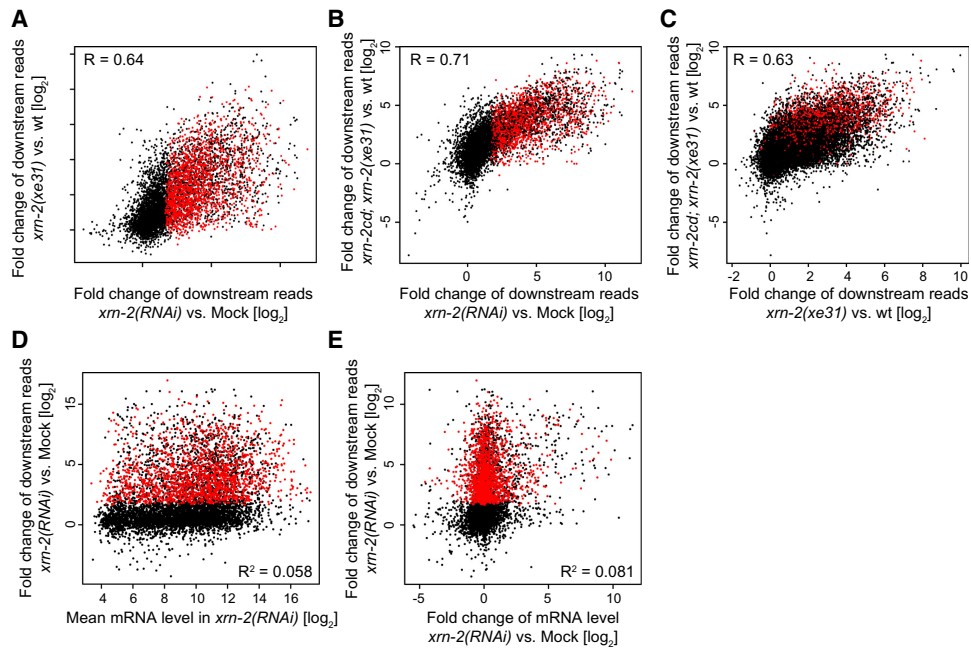 A
R = 0.64
Fold change of downstream reads
xrn-2(xe31) vs. wt [log2]
Fold change of downstream reads
xrn-2(RNAi) vs. Mock [log2]
B
R = 0.71
Fold change of downstream reads
xrn-2cd; xrn-2(xe31) vs. wt [log2]
10
5
0
-5
0
5
10
Fold change of downstream reads
xrn-2(RNAi) vs. Mock [log2]
C
R = 0.63
Fold change of downstream reads
xrn-2cd; xrn-2(xe31) vs. wt [log2]
10
5
0
-5
-2
0
2
4
6
8
10
Fold change of downstream reads
xrn-2(xe31) vs. wt [log2]
D
Fold change of downstream reads
xrn-2(RNAi) vs. Mock [log2]
15
5
0
R2 = 0.058
4
6
8
10
12
14
16
Mean mRNA level in xrn-2(RNAi) [log2]
E
Fold change of downstream reads
xrn-2(RNAi) vs. Mock [log2]
10
5
0
R2 = 0.081
-5
0
5
10
Fold change of mRNA level
xrn-2(RNAi) vs. Mock [log2]